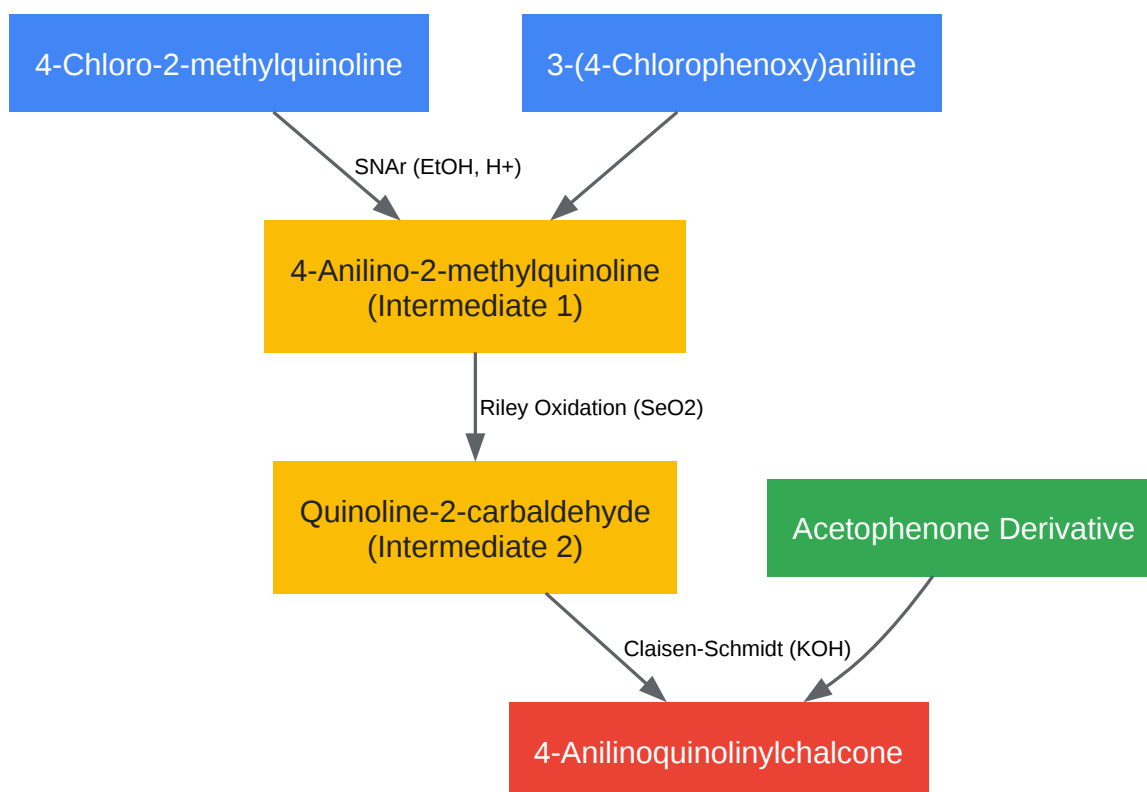 4-Chloro-2-methylquinoline
3-(4-Chlorophenoxy)aniline
SNAr (EtOH, H+)
4-Anilino-2-methylquinoline
(Intermediate 1)
Riley Oxidation (SeO2)
Quinoline-2-carbaldehyde
(Intermediate 2)
Acetophenone Derivative
Claisen-Schmidt (KOH)
4-Anilinoquinolinylchalcone